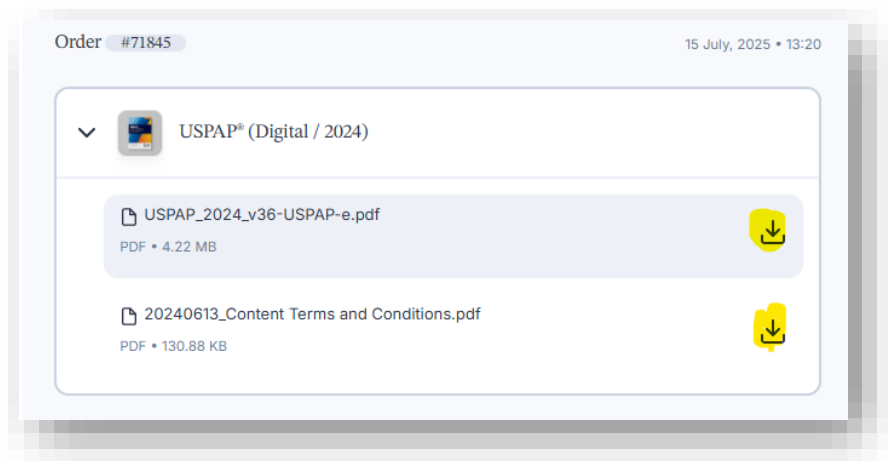 Order #71845
15 July, 2025 • 13:20
USPAP® (Digital / 2024)
USPAP_2024_v36-USPAP-e.pdf
PDF • 4.22 MB
20240613_Content Terms and Conditions.pdf
PDF • 130.88 KB